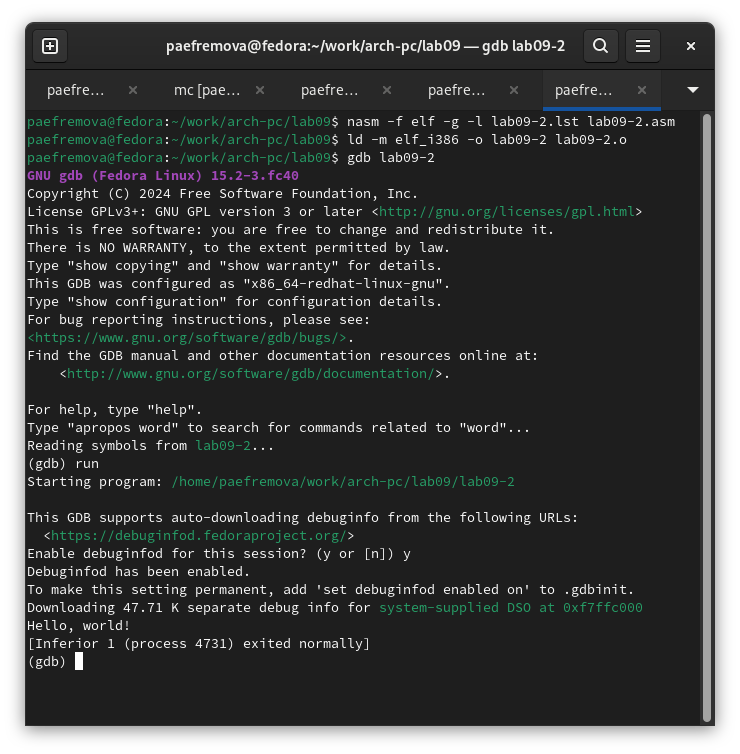 paefremova@fedora:~/work/arch-pc/lab09 — gdb lab09-2
paefre…
mc [pae…
paefre…
paefre…
paefre…
paefremova@fedora:~/work/arch-pc/lab09$ nasm -f elf -g -l lab09-2.lst lab09-2.asm
paefremova@fedora:~/work/arch-pc/lab09$ ld -m elf_i386 -o lab09-2 lab09-2.o
paefremova@fedora:~/work/arch-pc/lab09$ gdb lab09-2
GNU gdb (Fedora Linux) 15.2-3.fc40
Copyright (C) 2024 Free Software Foundation, Inc.
License GPLv3+: GNU GPL version 3 or later <http://gnu.org/licenses/gpl.html>
This is free software: you are free to change and redistribute it.
There is NO WARRANTY, to the extent permitted by law.
Type "show copying" and "show warranty" for details.
This GDB was configured as "x86_64-redhat-linux-gnu".
Type "show configuration" for configuration details.
For bug reporting instructions, please see:
<https://www.gnu.org/software/gdb/bugs/>.
Find the GDB manual and other documentation resources online at:
    <http://www.gnu.org/software/gdb/documentation/>.

For help, type "help".
Type "apropos word" to search for commands related to "word"...
Reading symbols from lab09-2...
(gdb) run
Starting program: /home/paefremova/work/arch-pc/lab09/lab09-2

This GDB supports auto-downloading debuginfo from the following URLs:
  <https://debuginfod.fedoraproject.org/>
Enable debuginfod for this session? (y or [n]) y
Debuginfod has been enabled.
To make this setting permanent, add 'set debuginfod enabled on' to .gdbinit.
Downloading 47.71 K separate debug info for system-supplied DSO at 0xf7ffc000
Hello, world!
[Inferior 1 (process 4731) exited normally]
(gdb)